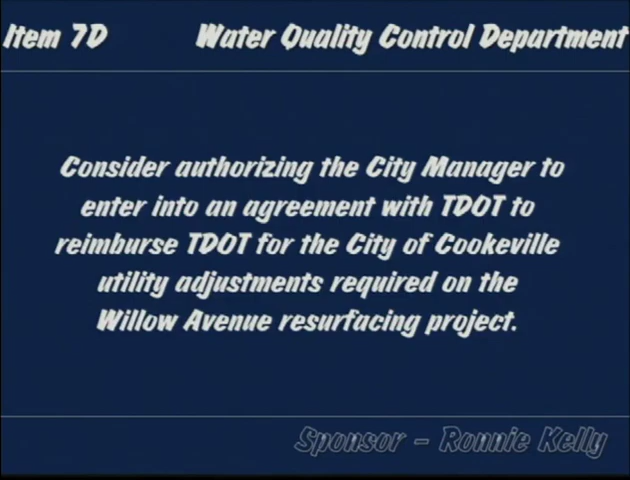 Item 7D Water Quality Control Department
Consider authorizing the City Manager to
enter into an agreement with TDOT to
reimburse TDOT for the City of Cookeville
utility adjustments required on the
Willow Avenue resurfacing project.
Sponsor - Ronnie Kelly